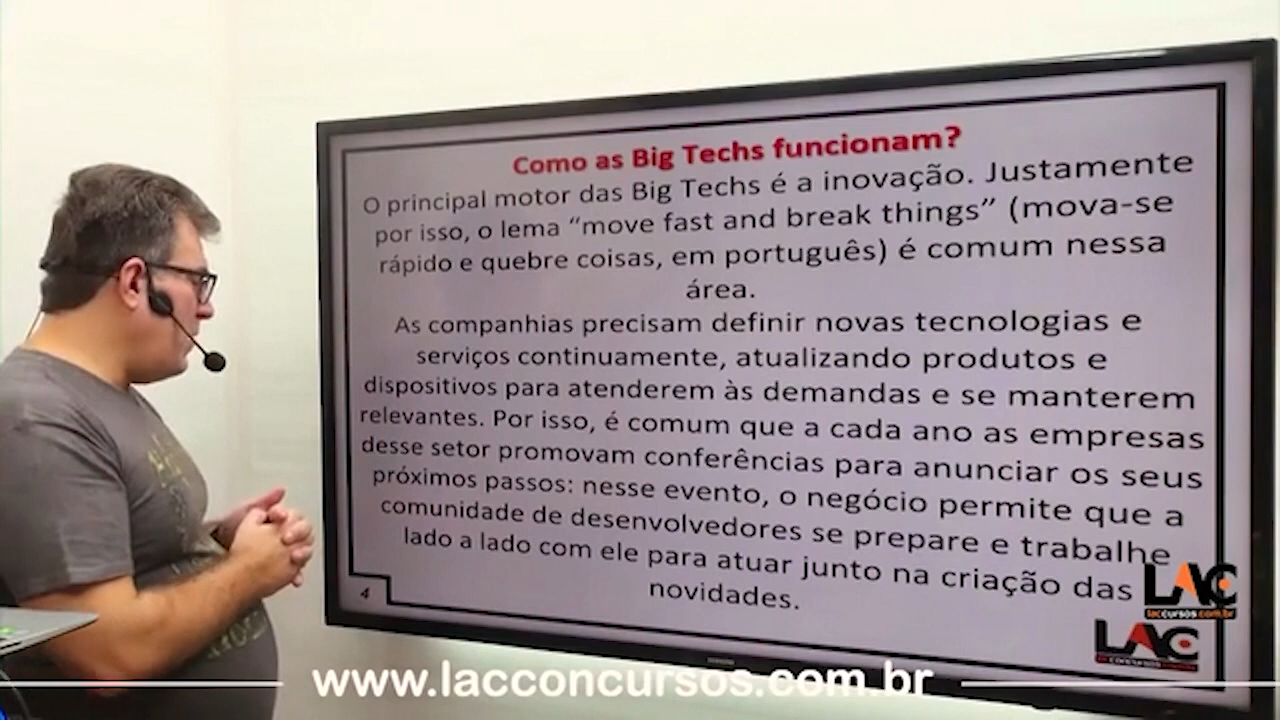 Como as Big Techs funcionam?
O principal motor das Big Techs é a inovação. Justamente
por isso, o lema “move fast and break things” (mova-se
rápido e quebre coisas, em português) é comum nessa
área.
As companhias precisam definir novas tecnologias e
serviços continuamente, atualizando produtos e
dispositivos para atenderem às demandas e se manterem
relevantes. Por isso, é comum que a cada ano as empresas
desse setor promovam conferências para anunciar os seus
próximos passos: nesse evento, o negócio permite que a
comunidade de desenvolvedores se prepare e trabalhe
lado a lado com ele para atuar junto na criação das
novidades.
4
LAC
laccursos.com.br
LAC
www.lacconcursos.com.br